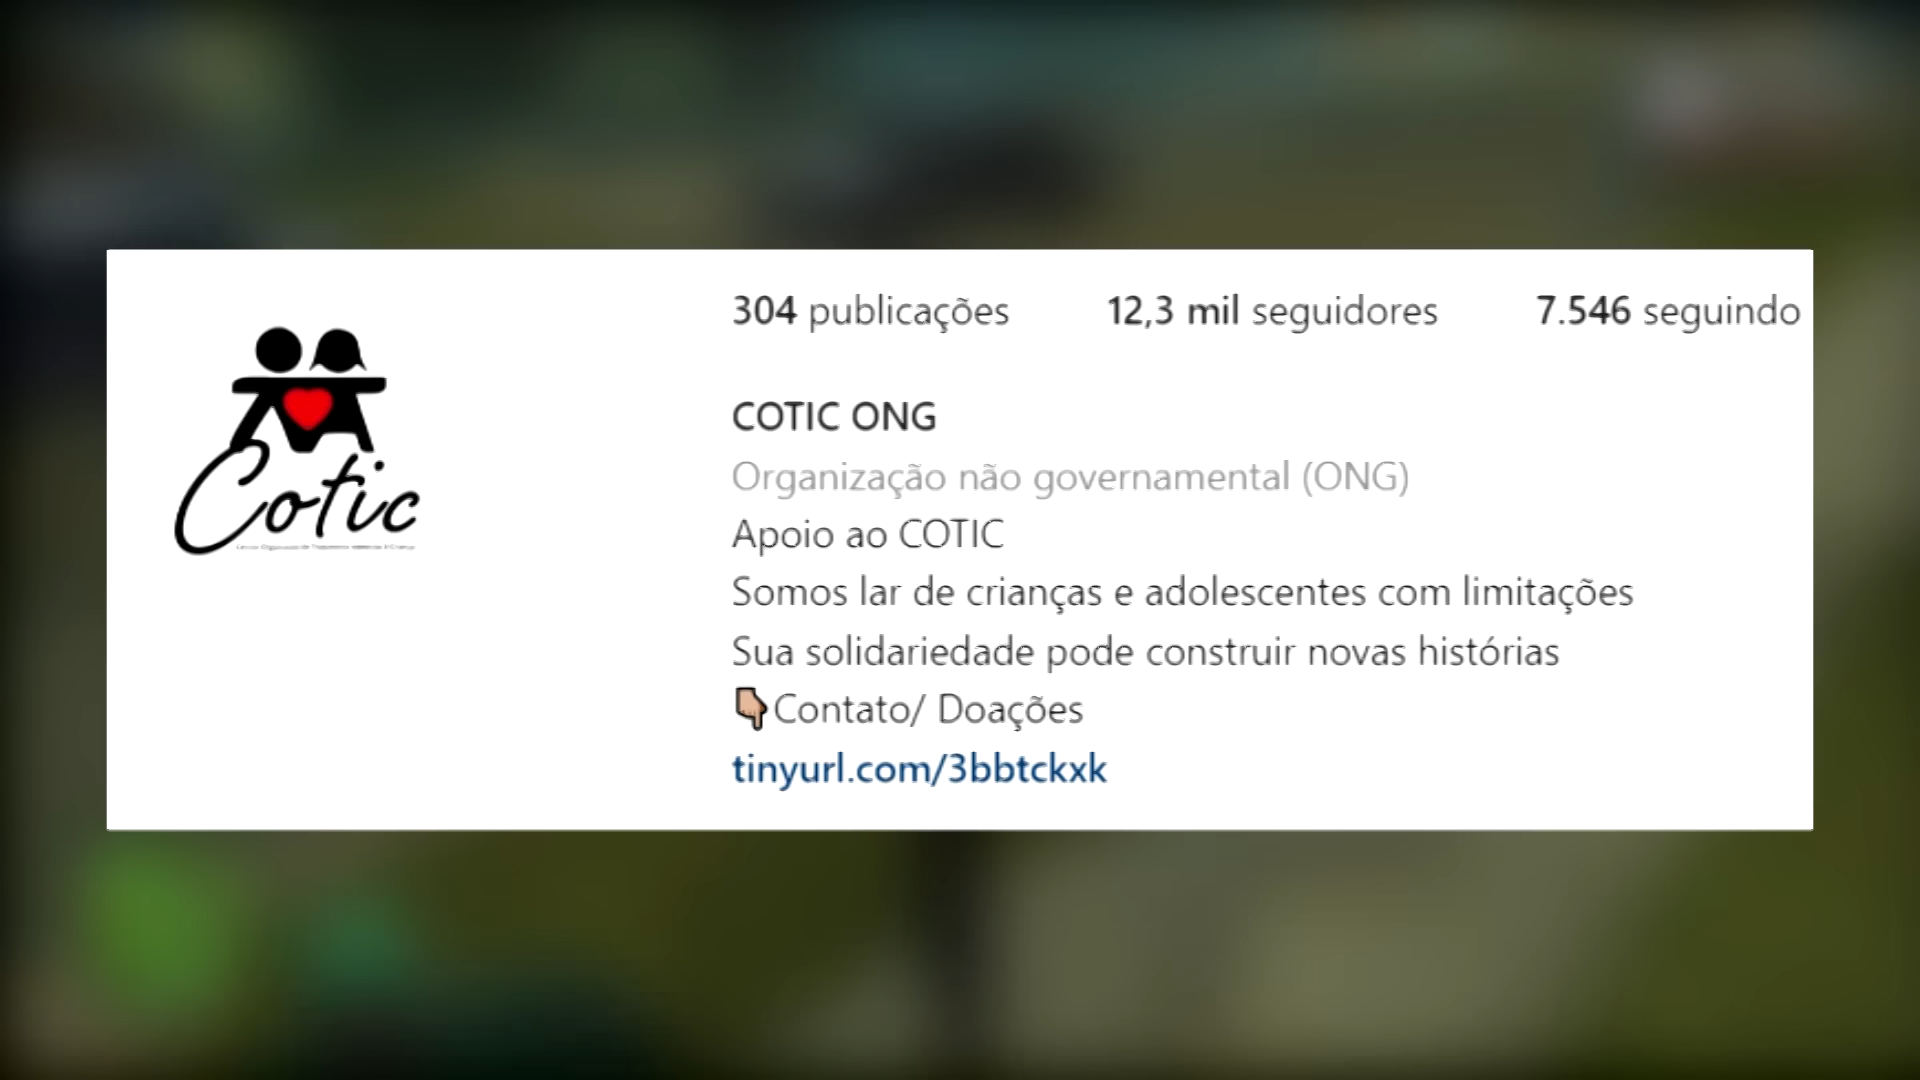 304 publicações 12,3 mil seguidores 7.546 seguindo
COTIC ONG
Organização não governamental (ONG)
Apoio ao COTIC
Somos lar de crianças e adolescentes com limitações
Sua solidariedade pode construir novas histórias
👇🏼Contato/ Doações
tinyurl.com/3bbtckxk
Cotic